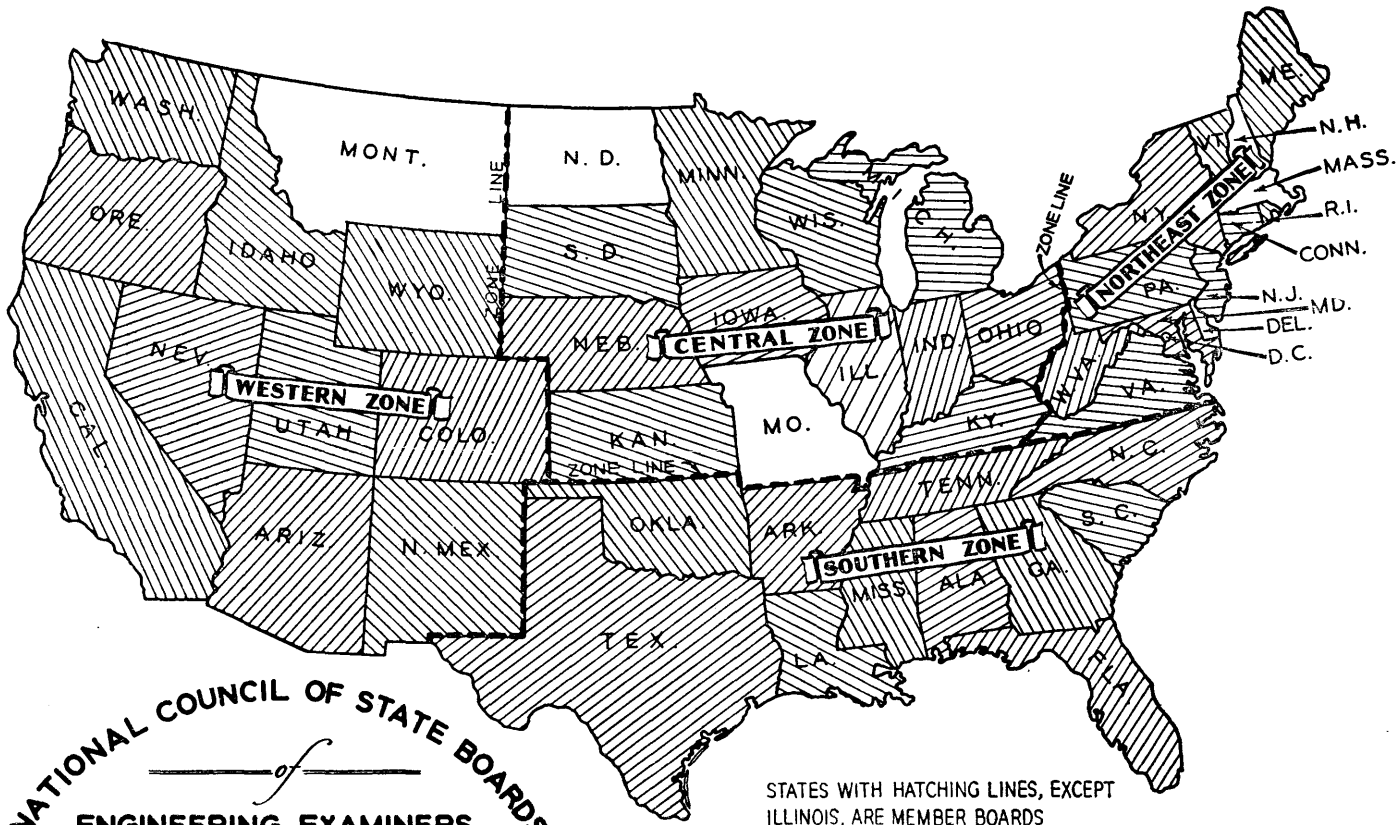 WASH.
MONT.
N. D.
MINN.
ME.
VT.
N.H.
MASS.
R.I.
CONN.
N.Y.
NORTHEAST ZONE
PA.
N.J.
MD.
DEL.
D.C.
ORE.
IDAHO
WYO.
ZONE LINE
S. D.
WIS.
MICH.
ZONE LINE
NEV.
WESTERN ZONE
UTAH
COLO.
NEB.
IOWA.
CENTRAL ZONE
ILL.
IND.
OHIO
W.VA.
VA.
CAL.
KAN.
ZONE LINE
MO.
KY.
ARIZ.
N. MEX.
OKLA.
ARK.
TENN.
N. C.
S. C.
SOUTHERN ZONE
TEX.
LA.
MISS.
ALA
GA.
FLA.
NATIONAL COUNCIL OF STATE BOARDS
of
ENGINEERING EXAMINERS
STATES WITH HATCHING LINES, EXCEPT
ILLINOIS, ARE MEMBER BOARDS